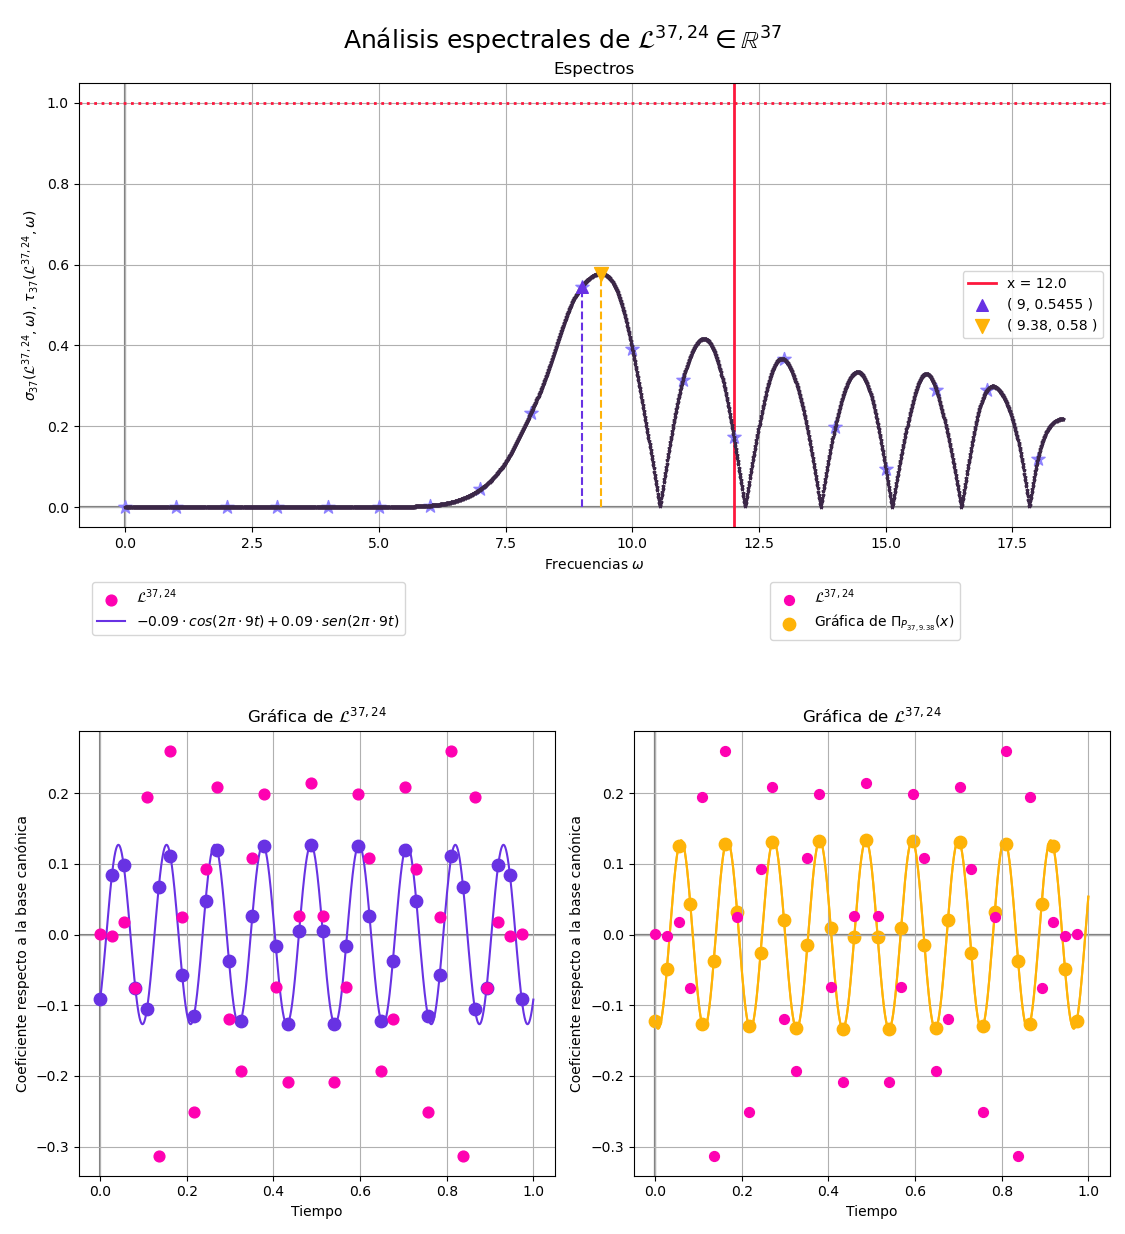 Análisis espectrales de 𝓛^{37,24} ∈ ℝ^{37}
Espectros
σ₃₇(𝓛^{37,24}, ω), τ₃₇(𝓛^{37,24}, ω)
1.0
0.8
0.6
0.4
0.2
0.0
x = 12.0
( 9, 0.5455 )
( 9.38, 0.58 )
0.0 2.5 5.0 7.5 10.0 12.5 15.0 17.5
Frecuencias ω
𝓛^{37,24}
−0.09 · cos(2π · 9t) + 0.09 · sen(2π · 9t)
𝓛^{37,24}
Gráfica de Π_{P_{37,9.38}}(x)
Gráfica de 𝓛^{37,24}
Coeficiente respecto a la base canónica
0.2
0.1
0.0
−0.1
−0.2
−0.3
0.0 0.2 0.4 0.6 0.8 1.0
Tiempo
Gráfica de 𝓛^{37,24}
Coeficiente respecto a la base canónica
0.2
0.1
0.0
−0.1
−0.2
−0.3
0.0 0.2 0.4 0.6 0.8 1.0
Tiempo